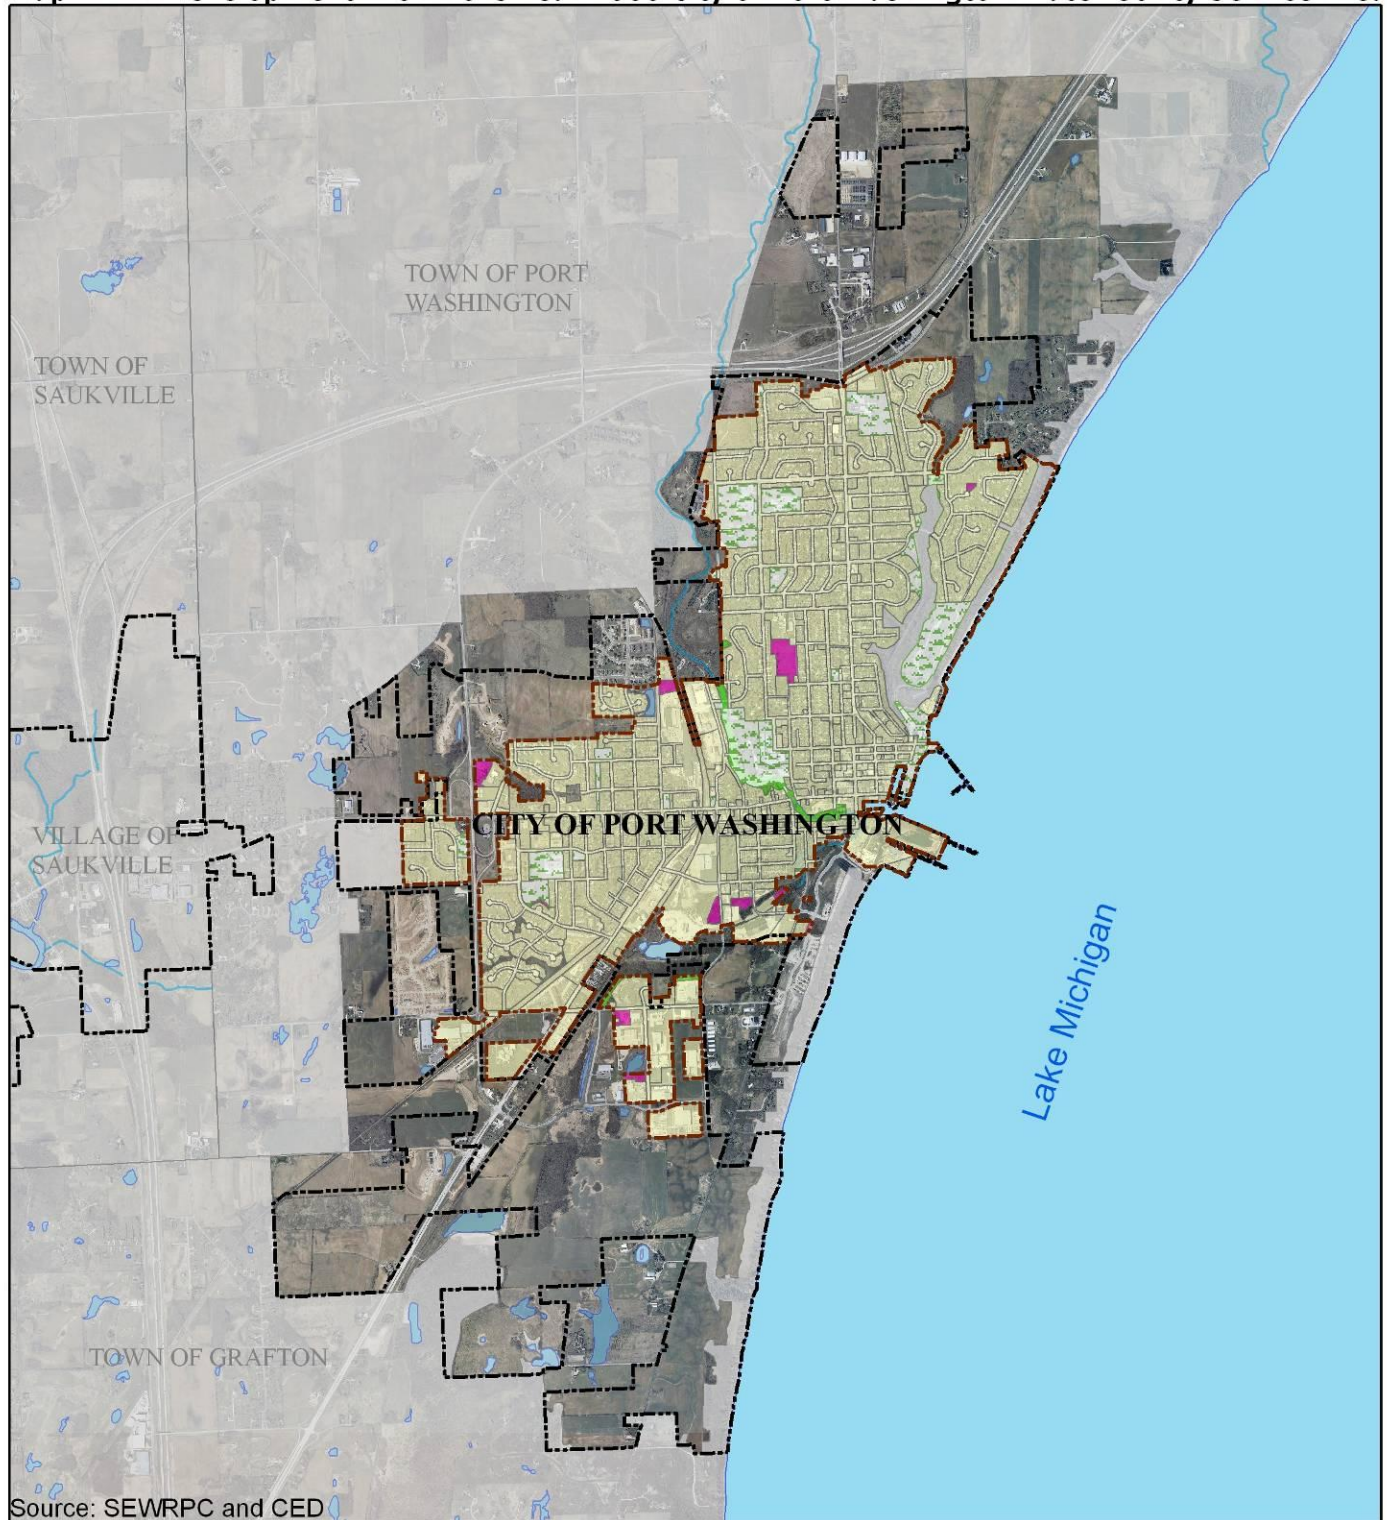 TOWN OF PORT
WASHINGTON
TOWN OF
SAUKVILLE
CITY OF PORT WASHINGTON
VILLAGE OF
SAUKVILLE
Lake Michigan
TOWN OF GRAFTON
Source: SEWRPC and CED